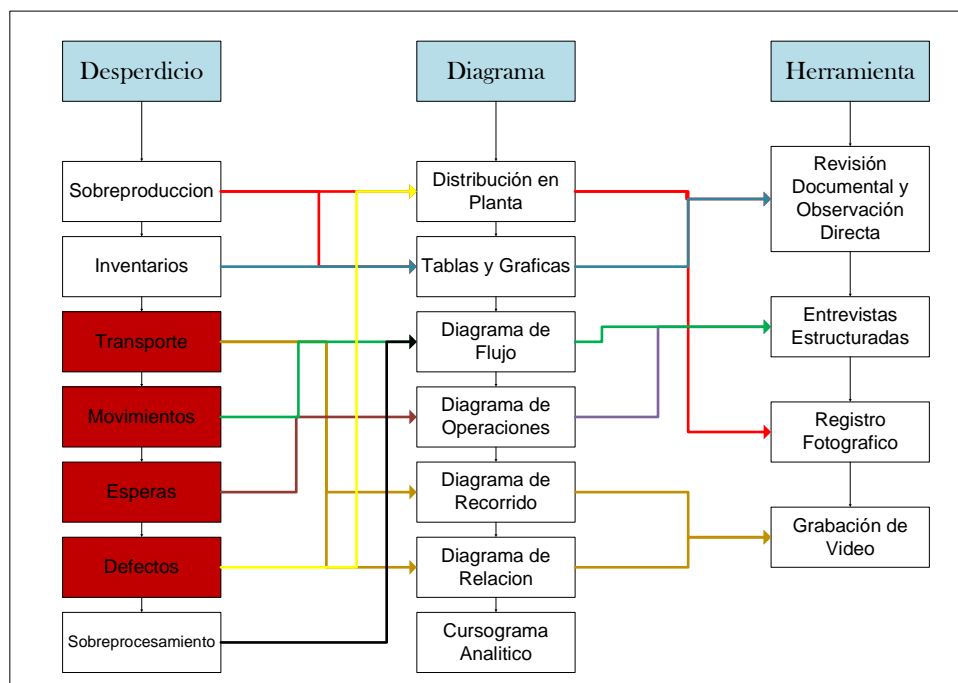 Desperdicio
Diagrama
Herramienta
Sobreproduccion
Inventarios
Transporte
Movimientos
Esperas
Defectos
Sobreprocesamiento
Distribución en
Planta
Tablas y Graficas
Diagrama de
Flujo
Diagrama de
Operaciones
Diagrama de
Recorrido
Diagrama de
Relacion
Cursograma
Analitico
Revisión
Documental y
Observación
Directa
Entrevistas
Estructuradas
Registro
Fotografico
Grabación de
Video